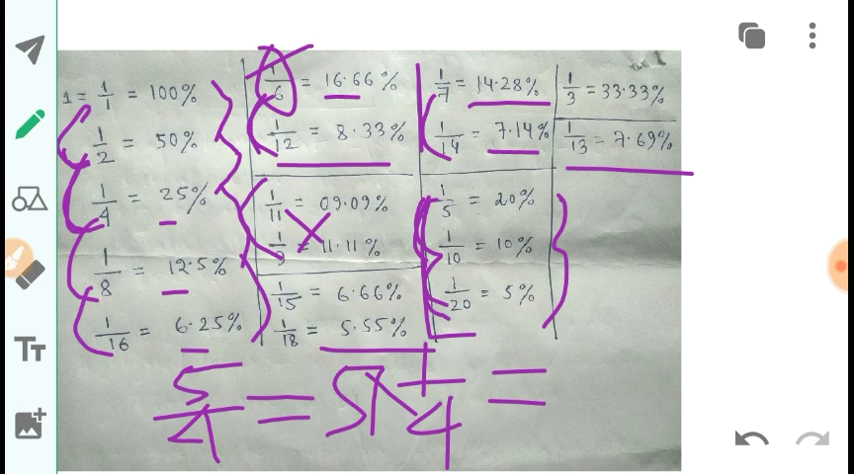 1 = 1/1 = 100%
1/2 = 50%
1/4 = 25%
1/8 = 12.5%
1/16 = 6.25%
1/6 = 16.66%
1/12 = 8.33%
1/11 = 09.09%
1/9 = 11.11%
1/15 = 6.66%
1/18 = 5.55%
1/7 = 14.28%
1/14 = 7.14%
1/5 = 20%
1/10 = 10%
1/20 = 5%
1/3 = 33.33%
1/13 = 7.69%
5/4 = 5 × 1/4 =
TT